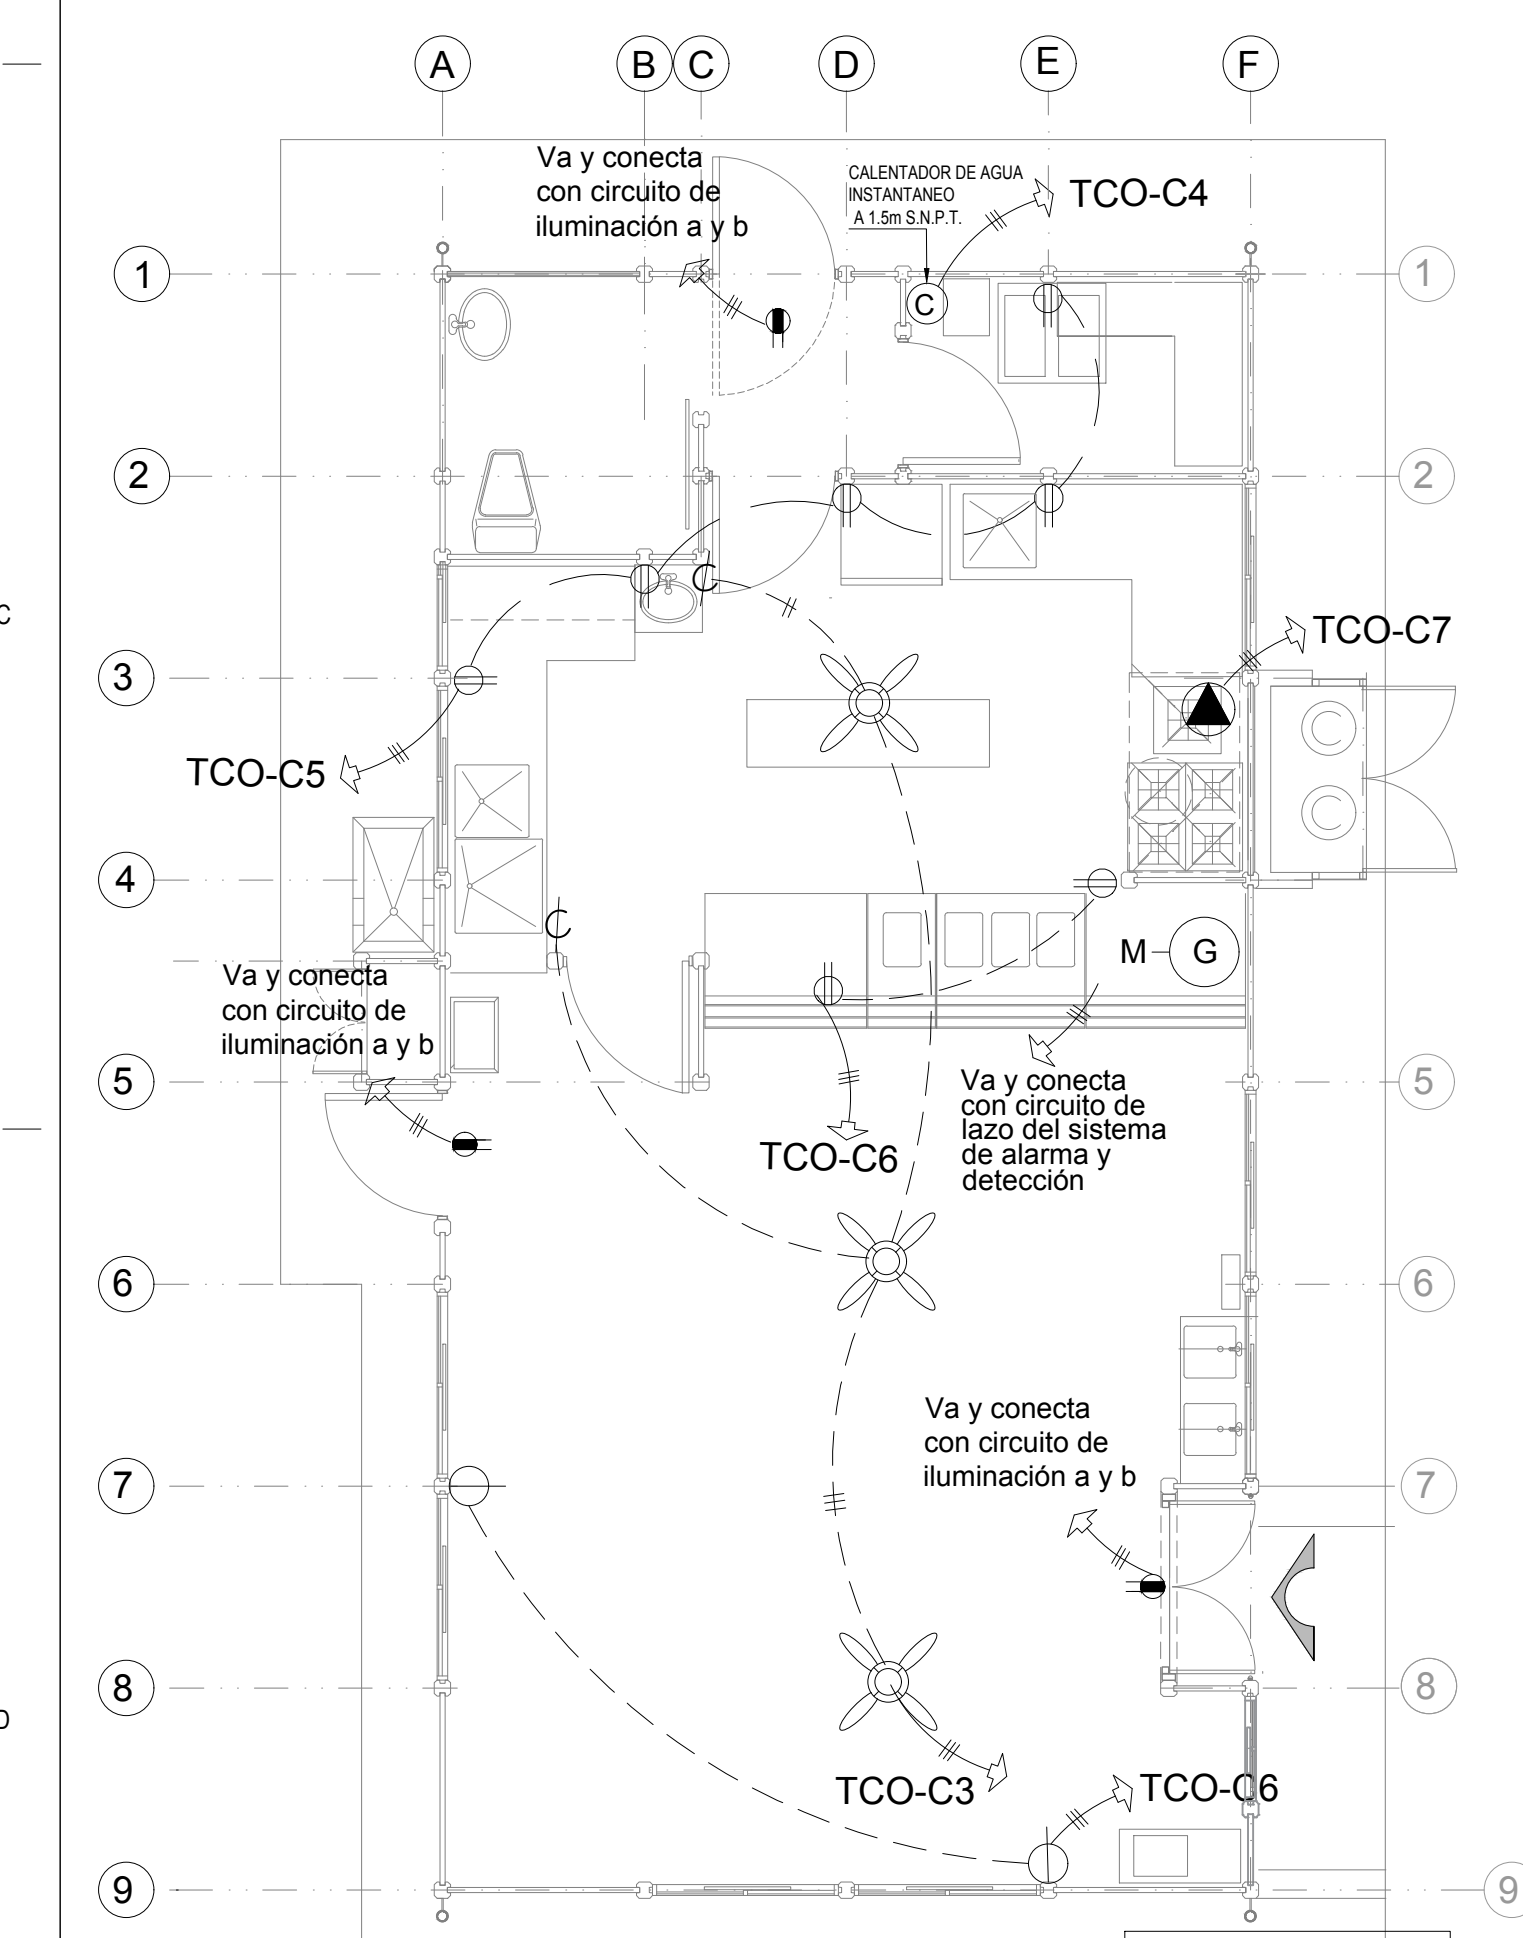 A
B
C
D
E
F
Va y conecta
con circuito de
iluminación a y b
CALENTADOR DE AGUA
INSTANTANEO
A 1.5m S.N.P.T.
TCO-C4
1
C
1
2
2
C
C
TCO-C7
3
TCO-C5
4
C
M
G
Va y conecta
con circuito de
iluminación a y b
5
5
Va y conecta
con circuito de
lazo del sistema
de alarma y
detección
TCO-C6
6
6
Va y conecta
con circuito de
iluminación a y b
7
7
8
8
D
TCO-C3
TCO-C6
9
9